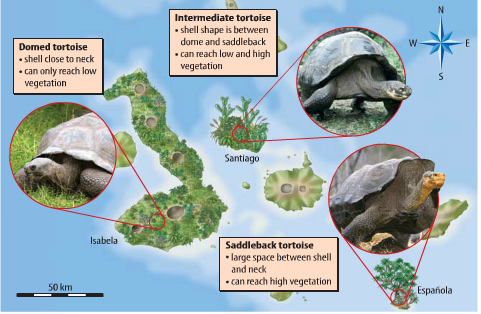 Intermediate tortoise
• shell shape is between
dome and saddleback
• can reach low and high
vegetation
Domed tortoise
• shell close to neck
• can only reach low
vegetation
N
W
E
S
Santiago
Isabela
Saddleback tortoise
• large space between shell
and neck
• can reach high vegetation
50 km
Española